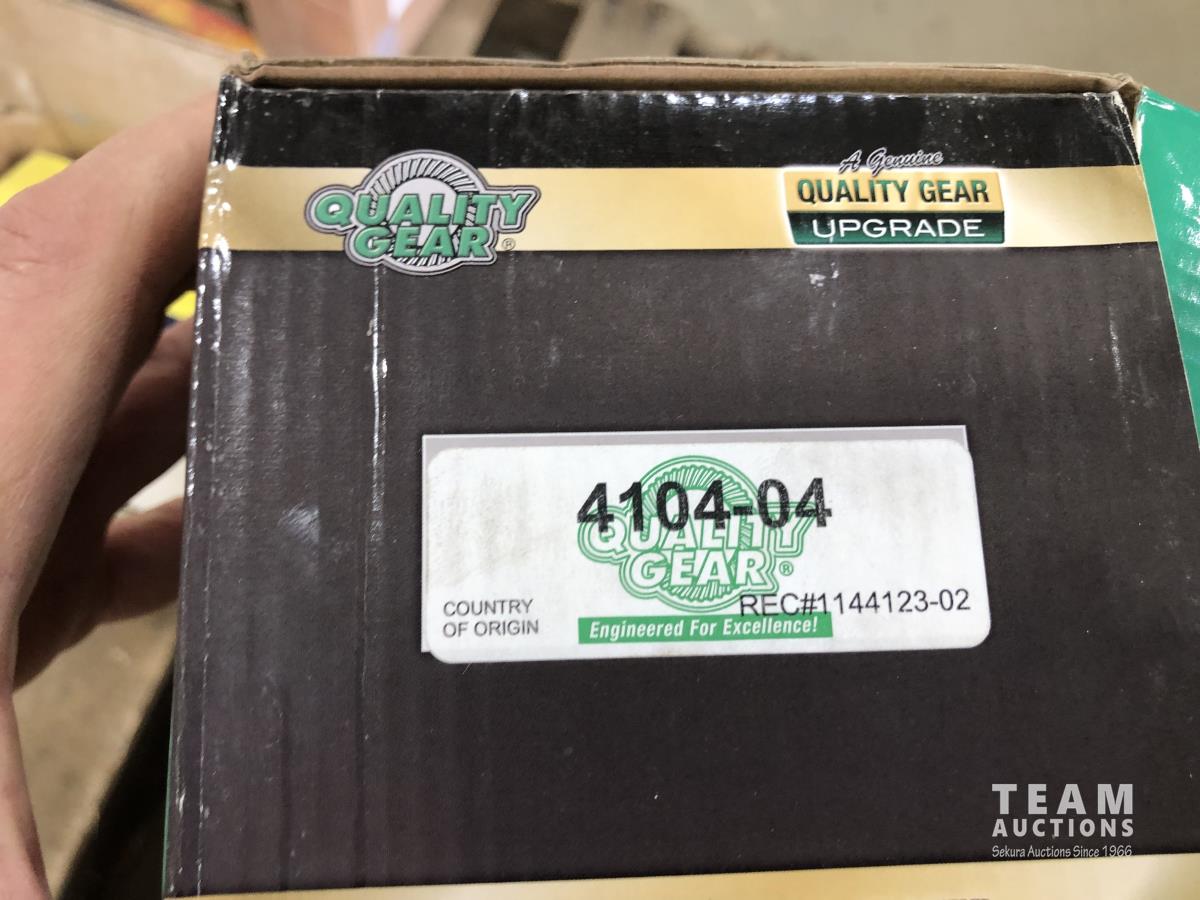 QUALITY
GEAR®
A Genuine
QUALITY GEAR
UPGRADE
4104-04
QUALITY
GEAR®
COUNTRY
OF ORIGIN
REC#1144123-02
Engineered For Excellence!
TEAM
AUCTIONS
Sekura Auctions Since 1966